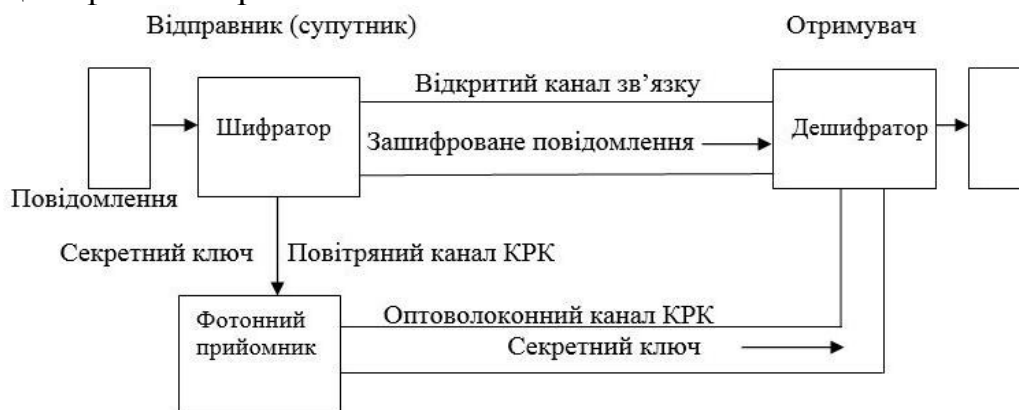 Відправник (супутник)
Отримувач
Відкритий канал зв’язку
Шифратор
Дешифратор
Зашифроване повідомлення
Повідомлення
Секретний ключ
Повітряний канал КРК
Фотонний
прийомник
Оптоволоконний канал КРК
Секретний ключ